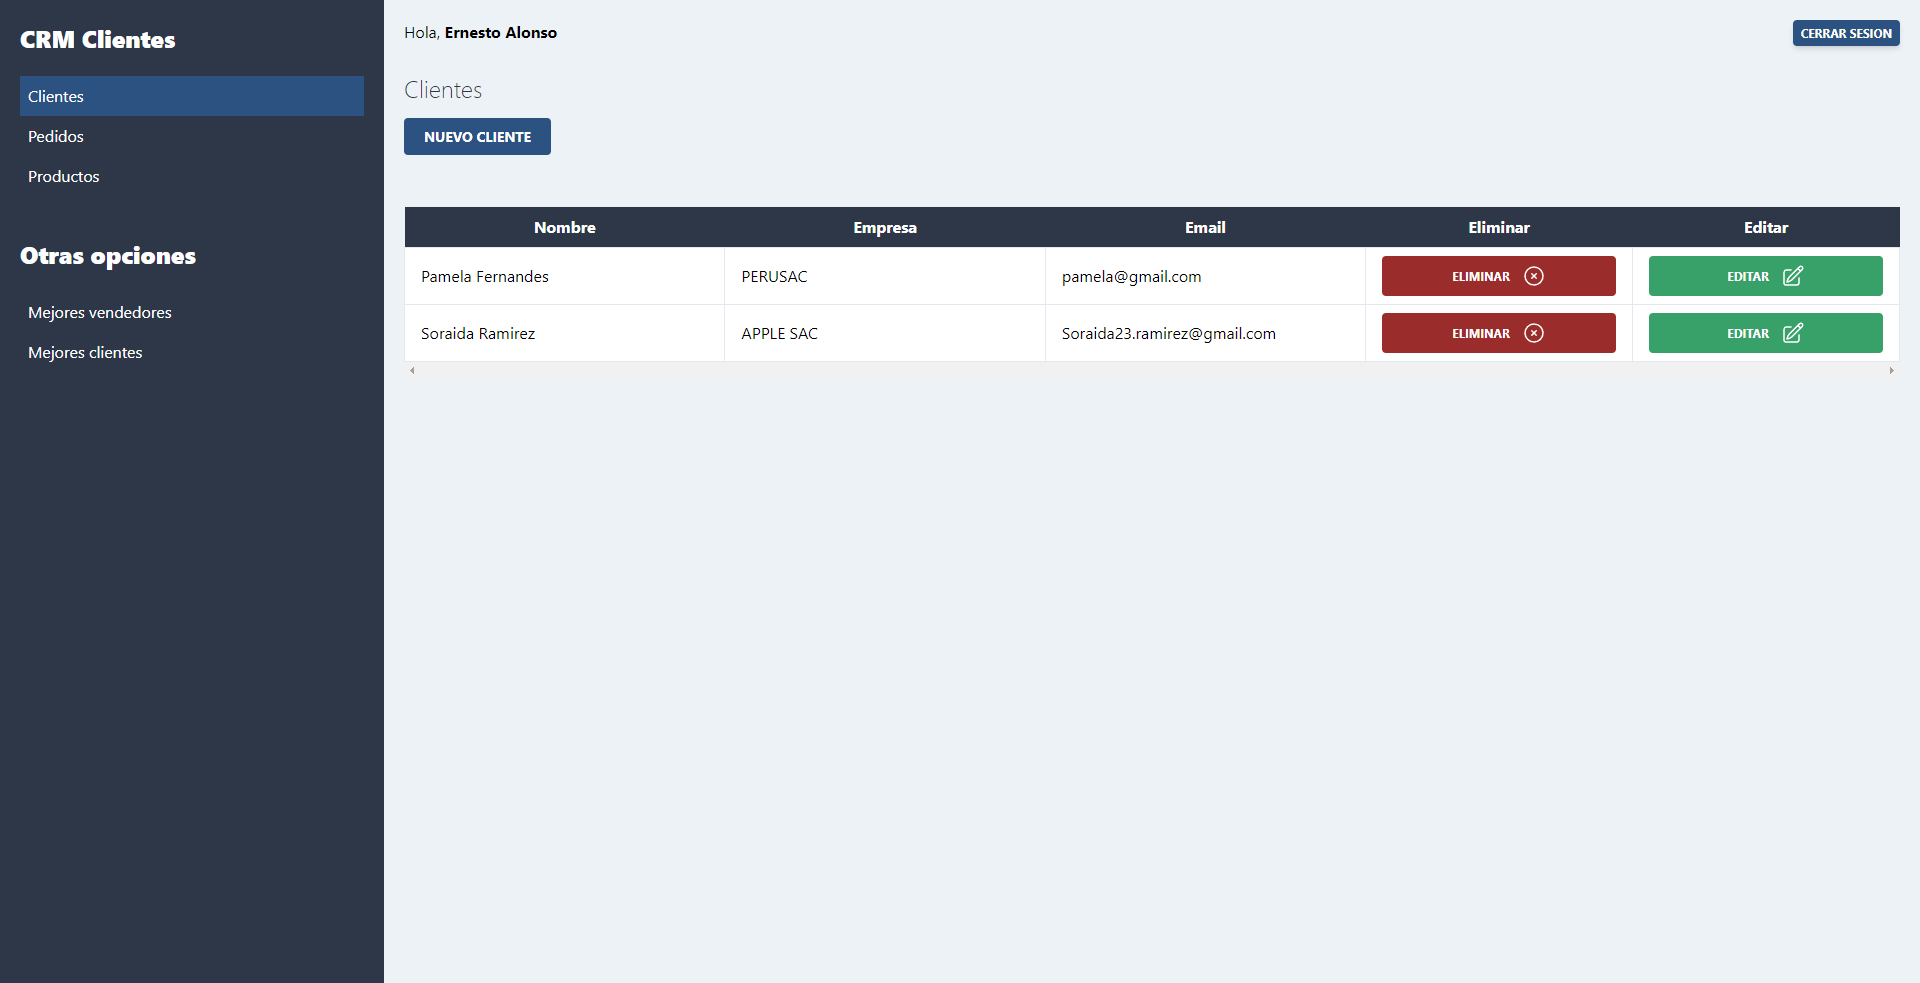 CRM Clientes
Clientes
Pedidos
Productos
Otras opciones
Mejores vendedores
Mejores clientes
Hola, Ernesto Alonso
CERRAR SESION
Clientes
NUEVO CLIENTE
Nombre Empresa Email Eliminar Editar
Pamela Fernandes PERUSAC pamela@gmail.com ELIMINAR EDITAR
Soraida Ramirez APPLE SAC Soraida23.ramirez@gmail.com ELIMINAR EDITAR